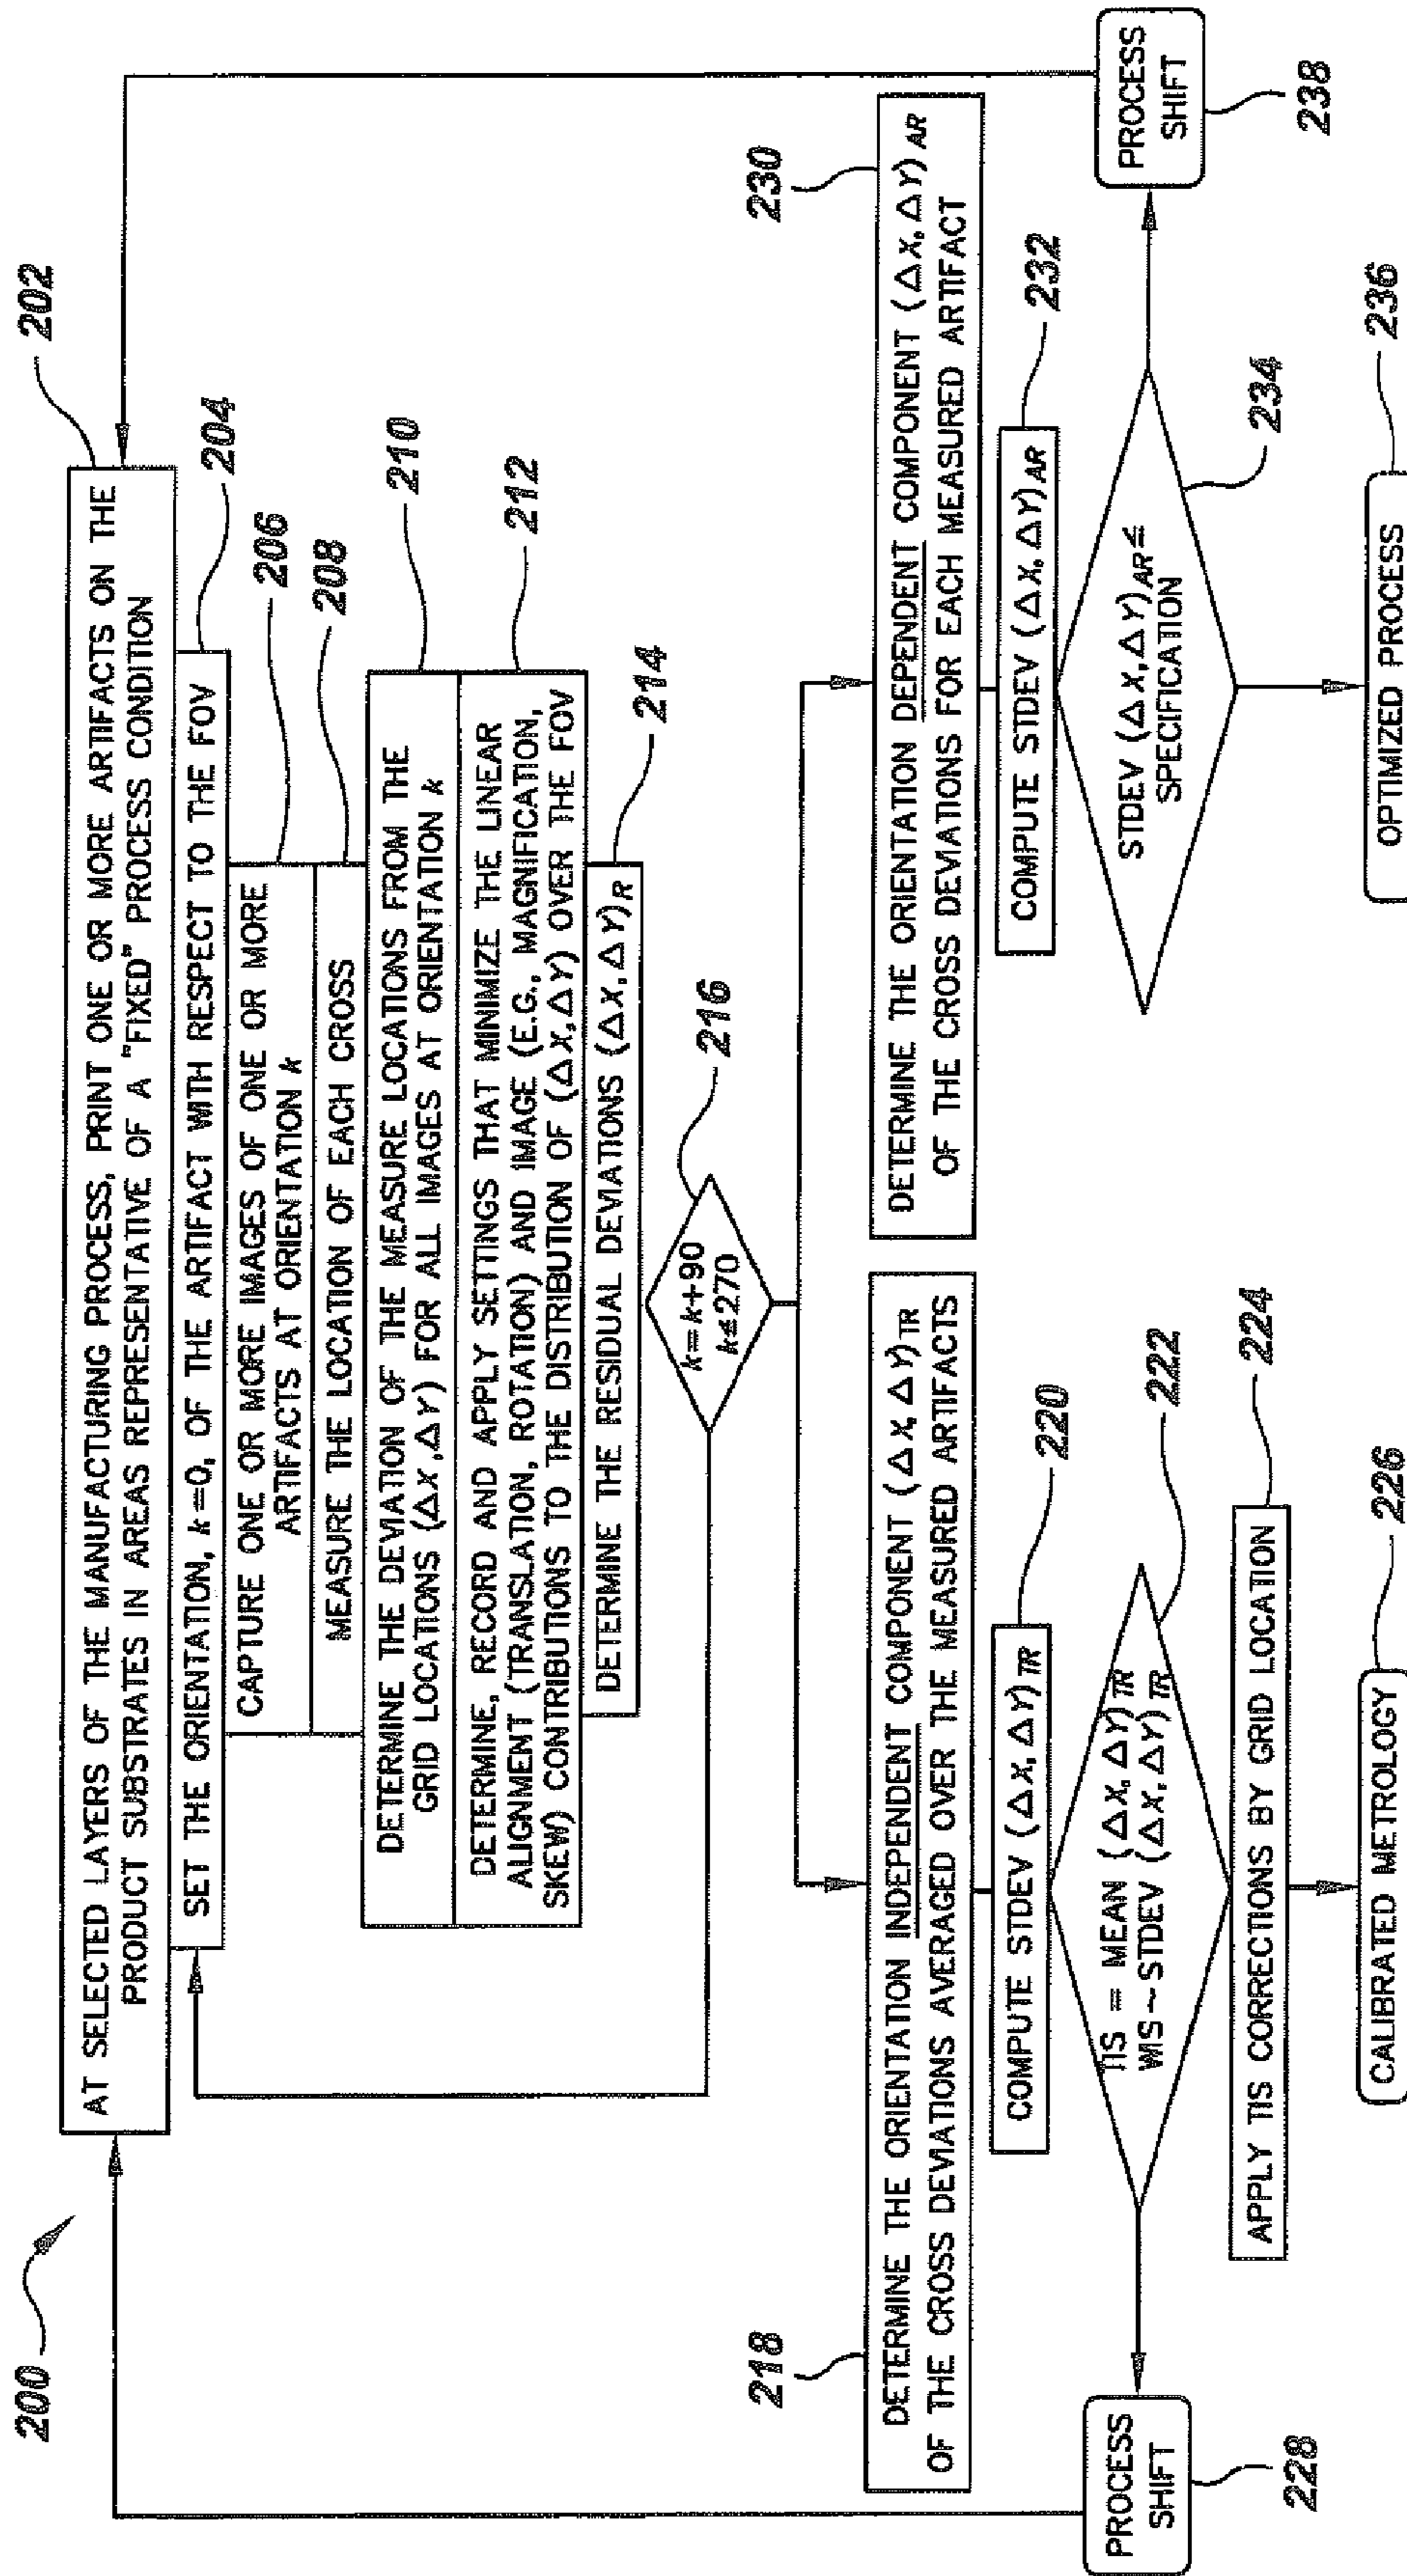 200
AT SELECTED LAYERS OF THE MANUFACTURING PROCESS, PRINT ONE OR MORE ARTIFACTS ON THE
PRODUCT SUBSTRATES IN AREAS REPRESENTATIVE OF A "FIXED" PROCESS CONDITION
202
SET THE ORIENTATION, k=0, OF THE ARTIFACT WITH RESPECT TO THE FOV
204
CAPTURE ONE OR MORE IMAGES OF ONE OR MORE
ARTIFACTS AT ORIENTATION k
206
MEASURE THE LOCATION OF EACH CROSS
208
DETERMINE THE DEVIATION OF THE MEASURE LOCATIONS FROM THE
GRID LOCATIONS (ΔX,ΔY) FOR ALL IMAGES AT ORIENTATION k
210
DETERMINE, RECORD AND APPLY SETTINGS THAT MINIMIZE THE LINEAR
ALIGNMENT (TRANSLATION, ROTATION) AND IMAGE (E.G., MAGNIFICATION,
SKEW) CONTRIBUTIONS TO THE DISTRIBUTION OF (ΔX,ΔY) OVER THE FOV
212
DETERMINE THE RESIDUAL DEVIATIONS (ΔX,ΔY)R
214
k=k+90
k≤270
216
218
DETERMINE THE ORIENTATION INDEPENDENT COMPONENT (ΔX,ΔY)TR
OF THE CROSS DEVIATIONS AVERAGED OVER THE MEASURED ARTIFACTS
COMPUTE STDEV (ΔX,ΔY)TR
220
TIS = MEAN (ΔX,ΔY)TR
WIS~STDEV (ΔX,ΔY)TR
222
APPLY TIS CORRECTIONS BY GRID LOCATION
224
CALIBRATED METROLOGY
226
PROCESS
SHIFT
228
DETERMINE THE ORIENTATION DEPENDENT COMPONENT (ΔX,ΔY)AR
OF THE CROSS DEVIATIONS FOR EACH MEASURED ARTIFACT
230
COMPUTE STDEV (ΔX,ΔY)AR
232
STDEV (ΔX,ΔY)AR≤
SPECIFICATION
234
OPTIMIZED PROCESS
236
PROCESS
SHIFT
238